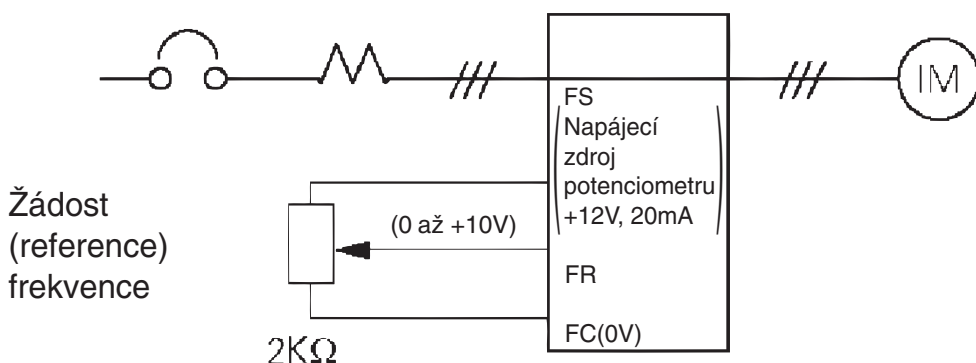 FS
IM
Napájecí
zdroj
potenciometru
+12V, 20mA
Žádost
(reference)
frekvence
(0 až +10V)
FR
FC(0V)
2KΩ